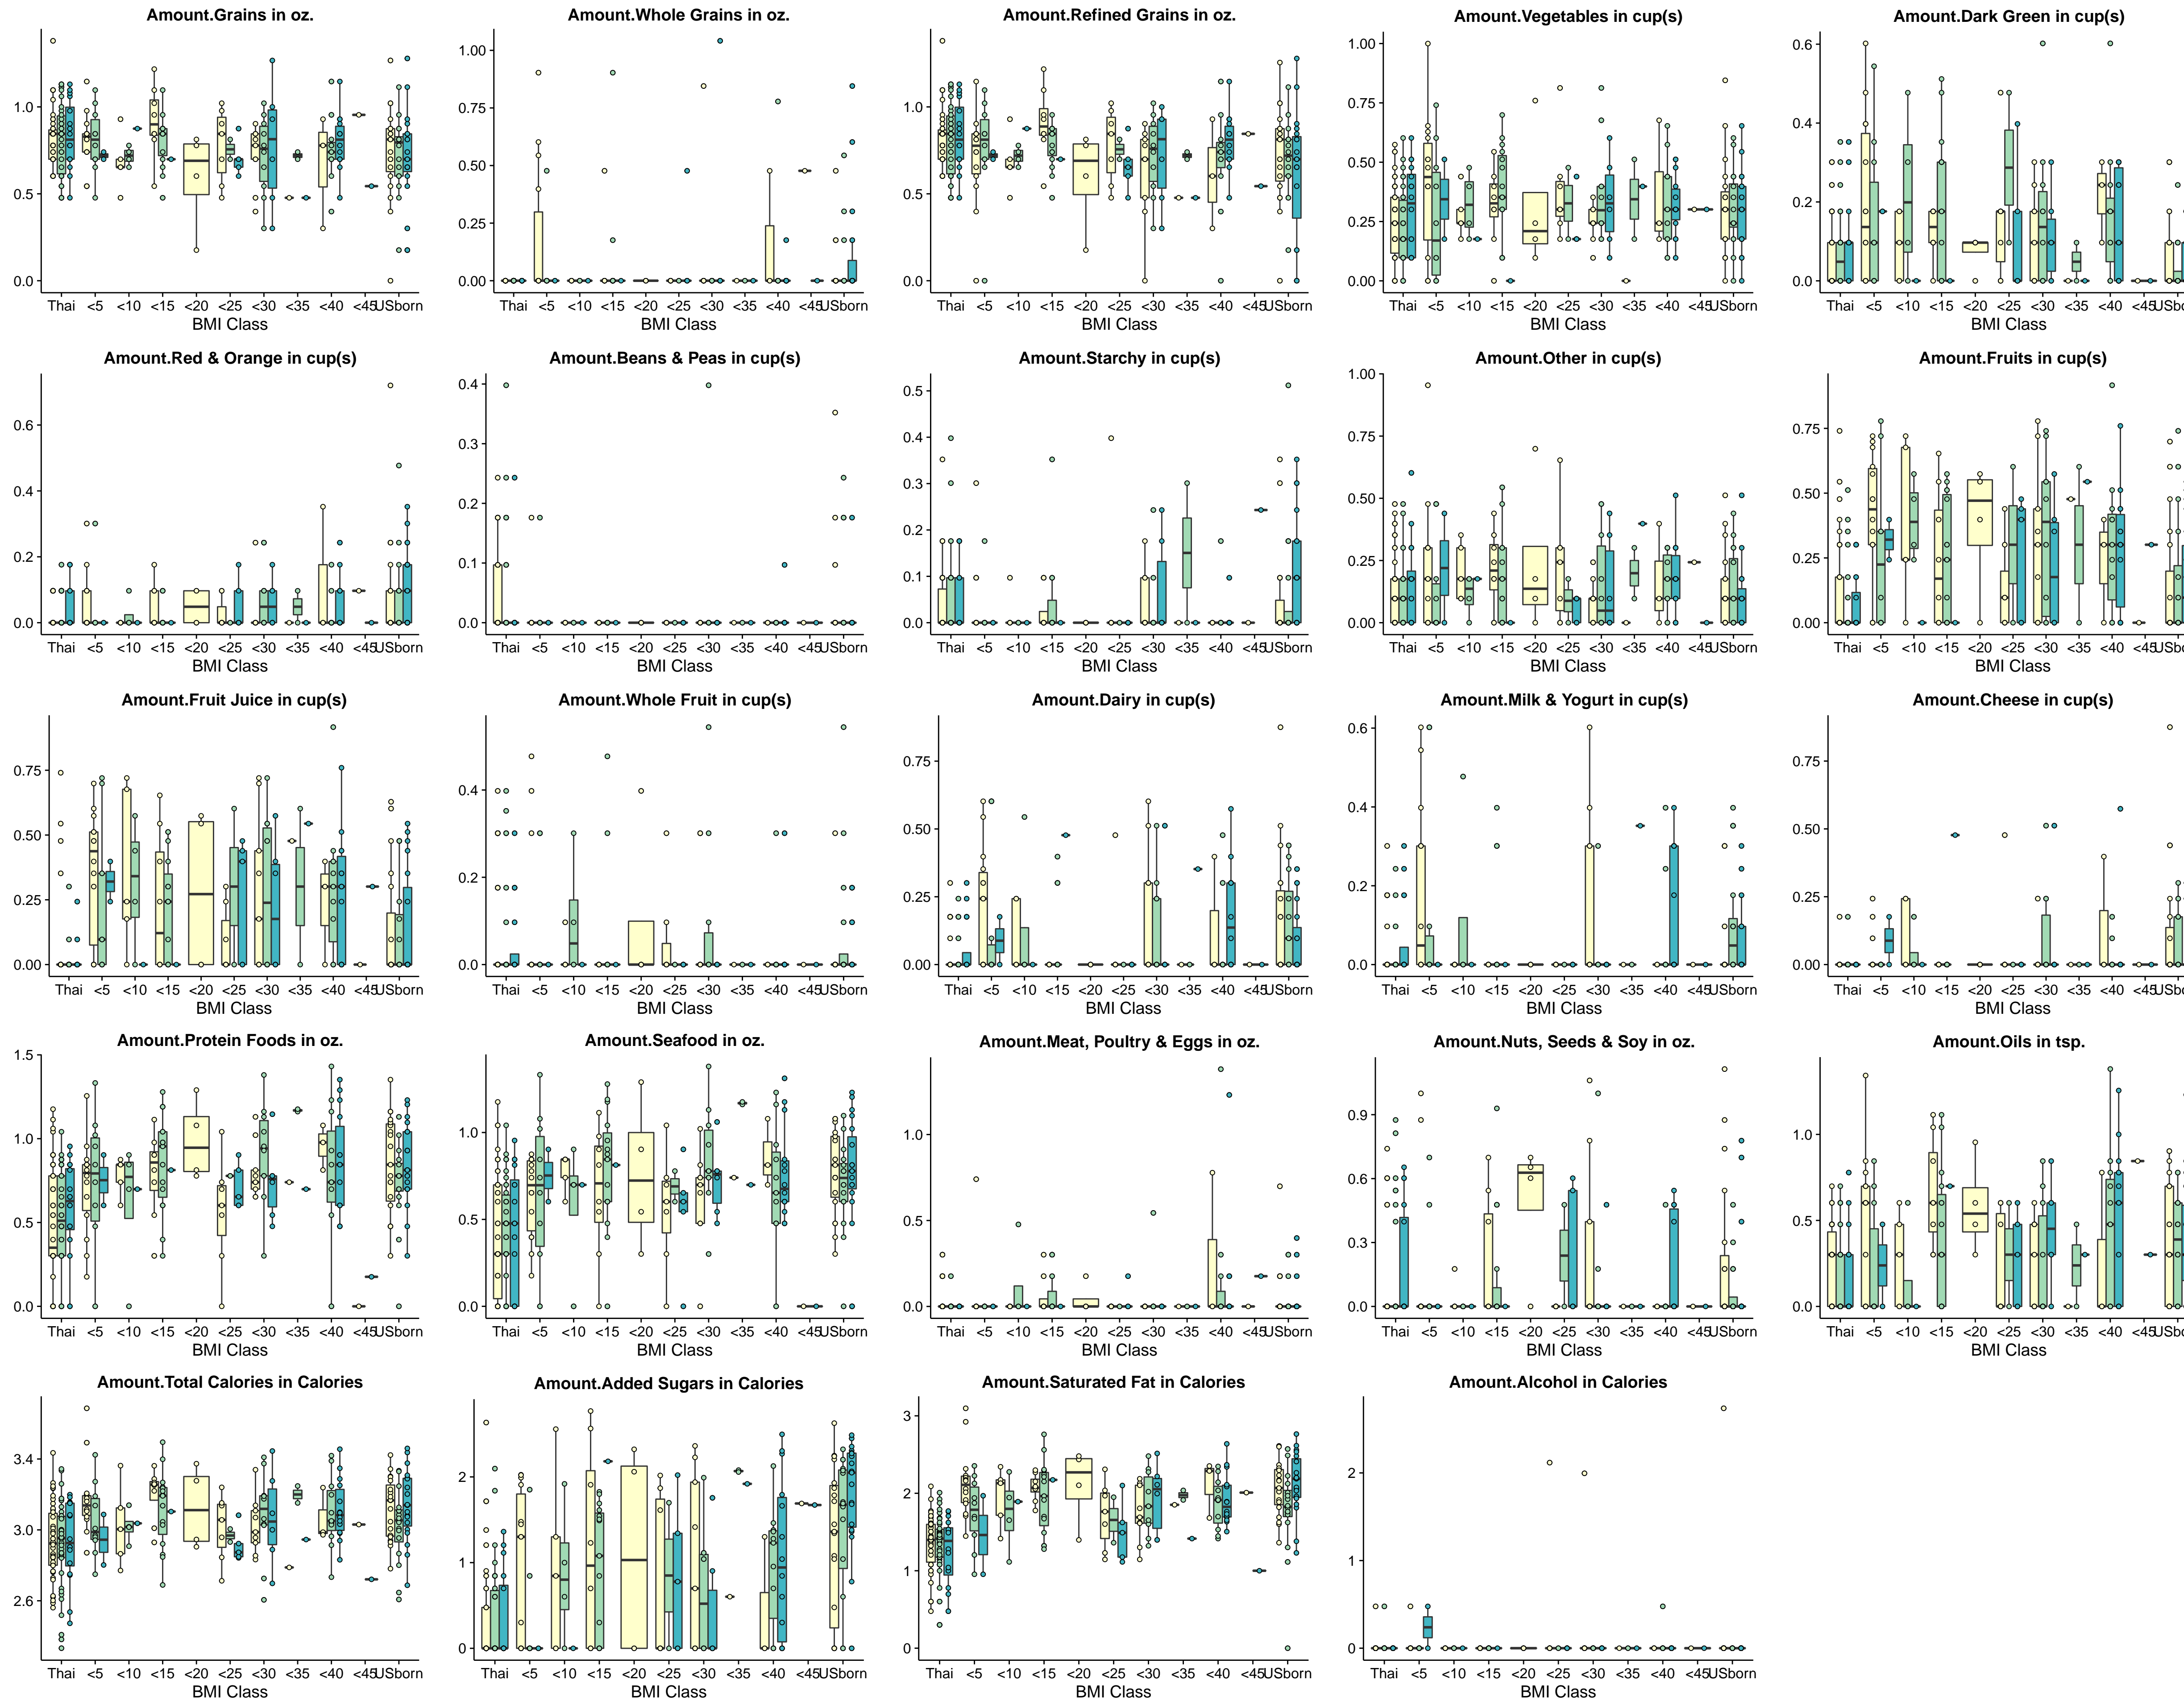 Amount.Grains in oz.
Amount.Whole Grains in oz.
Amount.Refined Grains in oz.
Amount.Vegetables in cup(s)
Amount.Dark Green in cup(s)
1.0
0.5
0.0
1.00
0.75
0.50
0.25
0.00
1.0
0.5
0.0
1.00
0.75
0.50
0.25
0.00
0.6
0.4
0.2
0.0
Thai <5 <10 <15 <20 <25 <30 <35 <40 <45 USborn
Thai <5 <10 <15 <20 <25 <30 <35 <40 <45 USborn
Thai <5 <10 <15 <20 <25 <30 <35 <40 <45 USborn
Thai <5 <10 <15 <20 <25 <30 <35 <40 <45 USborn
Thai <5 <10 <15 <20 <25 <30 <35 <40 <45 USbo
BMI Class
BMI Class
BMI Class
BMI Class
BMI Class
Amount.Red & Orange in cup(s)
Amount.Beans & Peas in cup(s)
Amount.Starchy in cup(s)
Amount.Other in cup(s)
Amount.Fruits in cup(s)
0.6
0.4
0.2
0.0
0.4
0.3
0.2
0.1
0.0
0.5
0.4
0.3
0.2
0.1
0.0
1.00
0.75
0.50
0.25
0.00
0.75
0.50
0.25
0.00
Thai <5 <10 <15 <20 <25 <30 <35 <40 <45 USborn
Thai <5 <10 <15 <20 <25 <30 <35 <40 <45 USborn
Thai <5 <10 <15 <20 <25 <30 <35 <40 <45 USborn
Thai <5 <10 <15 <20 <25 <30 <35 <40 <45 USborn
Thai <5 <10 <15 <20 <25 <30 <35 <40 <45 USbo
BMI Class
BMI Class
BMI Class
BMI Class
BMI Class
Amount.Fruit Juice in cup(s)
Amount.Whole Fruit in cup(s)
Amount.Dairy in cup(s)
Amount.Milk & Yogurt in cup(s)
Amount.Cheese in cup(s)
0.75
0.50
0.25
0.00
0.4
0.2
0.0
0.75
0.50
0.25
0.00
0.6
0.4
0.2
0.0
0.75
0.50
0.25
0.00
Thai <5 <10 <15 <20 <25 <30 <35 <40 <45 USborn
Thai <5 <10 <15 <20 <25 <30 <35 <40 <45 USborn
Thai <5 <10 <15 <20 <25 <30 <35 <40 <45 USborn
Thai <5 <10 <15 <20 <25 <30 <35 <40 <45 USborn
Thai <5 <10 <15 <20 <25 <30 <35 <40 <45 USbo
BMI Class
BMI Class
BMI Class
BMI Class
BMI Class
Amount.Protein Foods in oz.
Amount.Seafood in oz.
Amount.Meat, Poultry & Eggs in oz.
Amount.Nuts, Seeds & Soy in oz.
Amount.Oils in tsp.
1.5
1.0
0.5
0.0
1.0
0.5
0.0
1.0
0.5
0.0
0.9
0.6
0.3
0.0
1.0
0.5
0.0
Thai <5 <10 <15 <20 <25 <30 <35 <40 <45 USborn
Thai <5 <10 <15 <20 <25 <30 <35 <40 <45 USborn
Thai <5 <10 <15 <20 <25 <30 <35 <40 <45 USborn
Thai <5 <10 <15 <20 <25 <30 <35 <40 <45 USborn
Thai <5 <10 <15 <20 <25 <30 <35 <40 <45 USbo
BMI Class
BMI Class
BMI Class
BMI Class
BMI Class
Amount.Total Calories in Calories
Amount.Added Sugars in Calories
Amount.Saturated Fat in Calories
Amount.Alcohol in Calories
3.4
3.0
2.6
2
1
0
3
2
1
0
2
1
0
Thai <5 <10 <15 <20 <25 <30 <35 <40 <45 USborn
Thai <5 <10 <15 <20 <25 <30 <35 <40 <45 USborn
Thai <5 <10 <15 <20 <25 <30 <35 <40 <45 USborn
Thai <5 <10 <15 <20 <25 <30 <35 <40 <45 USborn
BMI Class
BMI Class
BMI Class
BMI Class